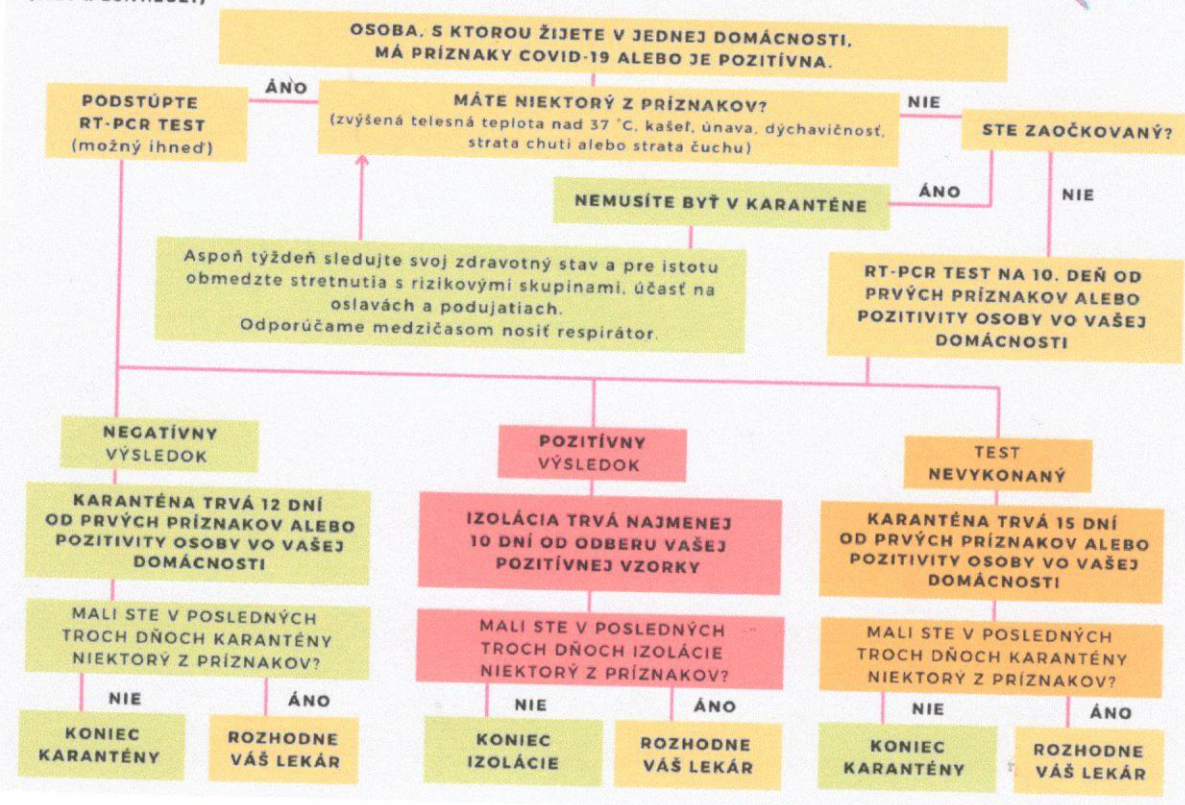 OSOBA, S KTOROU ŽIJETE V JEDNEJ DOMÁCNOSTI,
MÁ PRÍZNAKY COVID-19 ALEBO JE POZITÍVNA.
ÁNO
PODSTÚPTE
RT-PCR TEST
(možný ihneď)
MÁTE NIEKTORÝ Z PRÍZNAKOV?
(zvýšená telesná teplota nad 37 °C, kašeľ, únava, dýchavičnosť,
strata chuti alebo strata čuchu)
NIE
STE ZAOČKOVANÝ?
ÁNO
NIE
NEMUSÍTE BYŤ V KARANTÉNE
Aspoň týždeň sledujte svoj zdravotný stav a pre istotu
obmedzte stretnutia s rizikovými skupinami, účasť na
oslavách a podujatiach.
Odporúčame medzičasom nosiť respirátor.
RT-PCR TEST NA 10. DEŇ OD
PRVÝCH PRÍZNAKOV ALEBO
POZITIVITY OSOBY VO VAŠEJ
DOMÁCNOSTI
NEGATÍVNY
VÝSLEDOK
KARANTÉNA TRVÁ 12 DNÍ
OD PRVÝCH PRÍZNAKOV ALEBO
POZITIVITY OSOBY VO VAŠEJ
DOMÁCNOSTI
MALI STE V POSLEDNÝCH
TROCH DŇOCH KARANTÉNY
NIEKTORÝ Z PRÍZNAKOV?
NIE
ÁNO
KONIEC
KARANTÉNY
ROZHODNE
VÁŠ LEKÁR
POZITÍVNY
VÝSLEDOK
IZOLÁCIA TRVÁ NAJMENEJ
10 DNÍ OD ODBERU VAŠEJ
POZITÍVNEJ VZORKY
MALI STE V POSLEDNÝCH
TROCH DŇOCH IZOLÁCIE
NIEKTORÝ Z PRÍZNAKOV?
NIE
ÁNO
KONIEC
IZOLÁCIE
ROZHODNE
VÁŠ LEKÁR
TEST
NEVYKONANÝ
KARANTÉNA TRVÁ 15 DNÍ
OD PRVÝCH PRÍZNAKOV ALEBO
POZITIVITY OSOBY VO VAŠEJ
DOMÁCNOSTI
MALI STE V POSLEDNÝCH
TROCH DŇOCH KARANTÉNY
NIEKTORÝ Z PRÍZNAKOV?
NIE
ÁNO
KONIEC
KARANTÉNY
ROZHODNE
VÁŠ LEKÁR